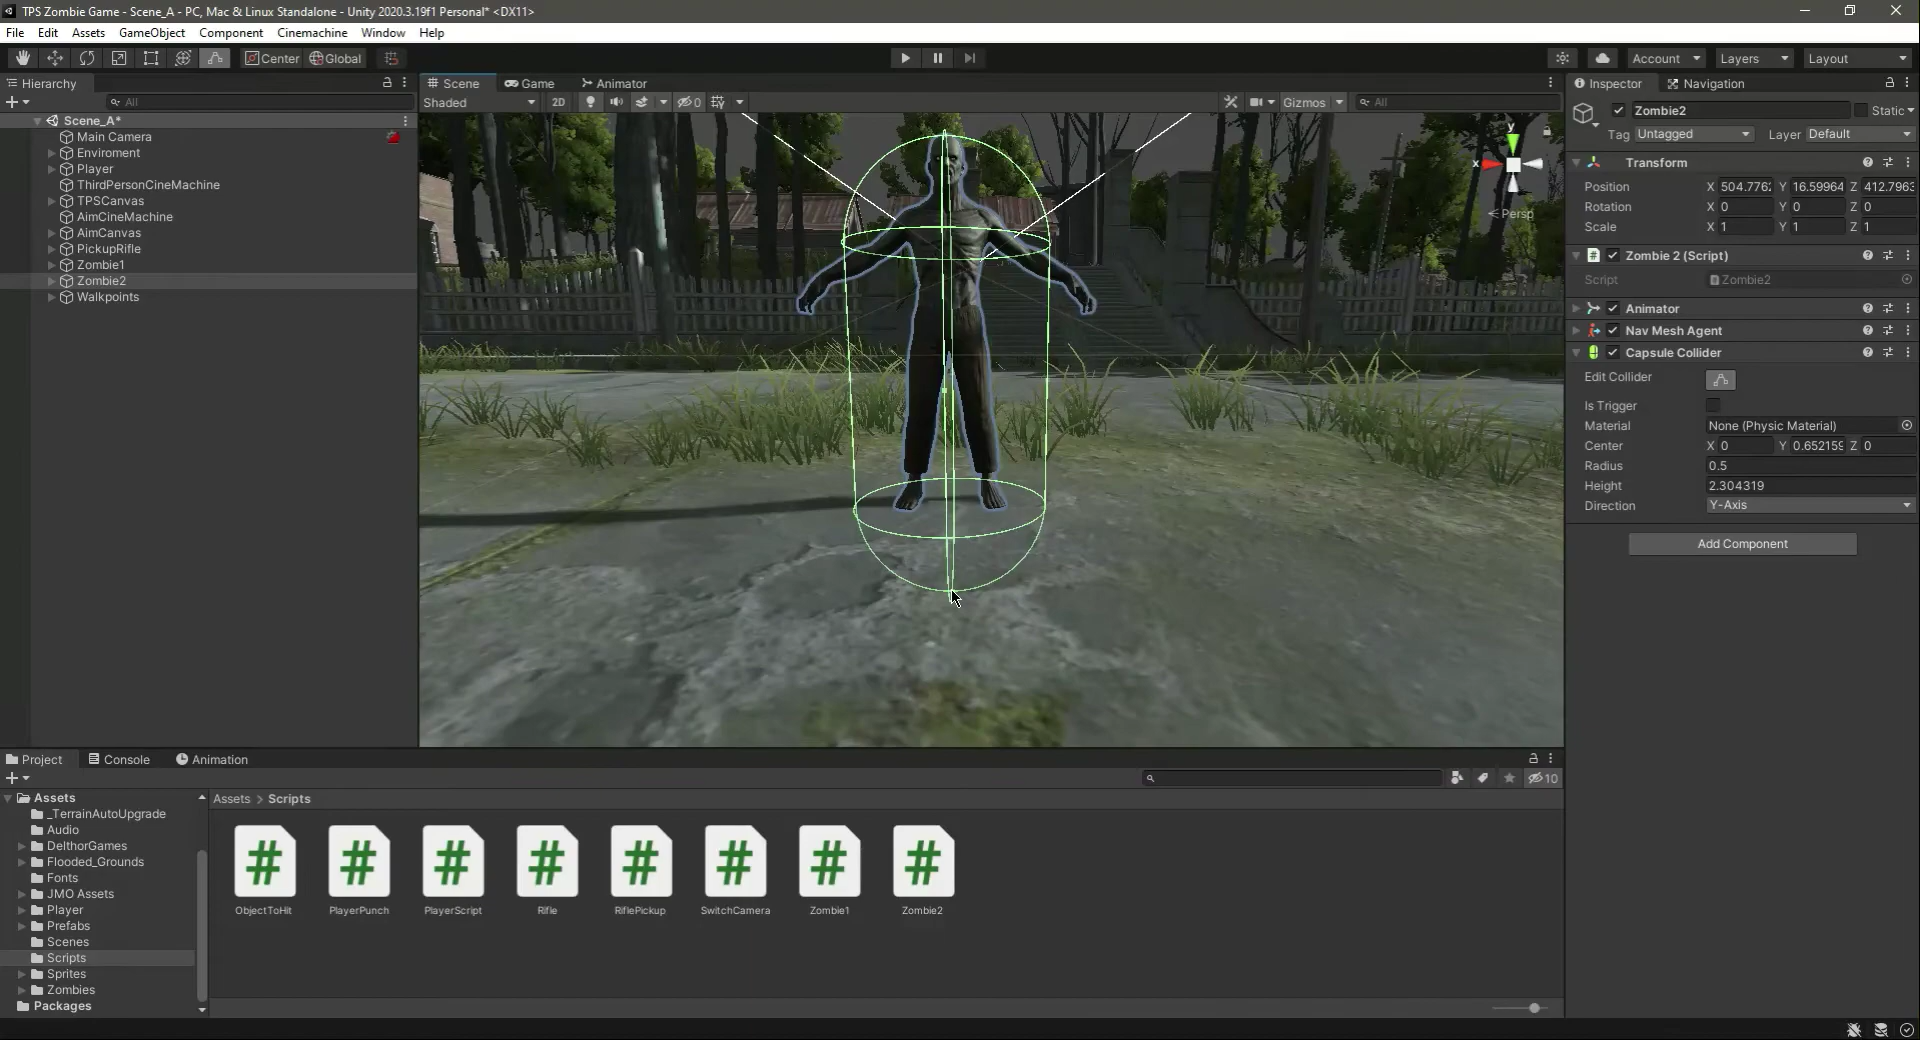 TPS Zombie Game - Scene_A - PC, Mac & Linux Standalone - Unity 2020.3.19f1 Personal* <DX11>
File Edit Assets GameObject Component Cinemachine Window Help
Center Global Account Layers Layout
Hierarchy
All
Scene_A*
Main Camera
Enviroment
Player
ThirdPersonCineMachine
TPSCanvas
AimCineMachine
AimCanvas
PickupRifle
Zombie1
Zombie2
Walkpoints
Scene Game Animator
Shaded 2D 0 Gizmos All
y
x
Persp
Inspector Navigation
Zombie2 Static
Tag Untagged Layer Default
Transform
Position X 504.7762 Y 16.59964 Z 412.7963
Rotation X 0 Y 0 Z 0
Scale X 1 Y 1 Z 1
# Zombie 2 (Script)
Script Zombie2
Animator
Nav Mesh Agent
Capsule Collider
Edit Collider
Is Trigger
Material None (Physic Material)
Center X 0 Y 0.652159 Z 0
Radius 0.5
Height 2.304319
Direction Y-Axis
Add Component
Project Console Animation
10
Assets
_TerrainAutoUpgrade
Audio
DelthorGames
Flooded_Grounds
Fonts
JMO Assets
Player
Prefabs
Scenes
Scripts
Sprites
Zombies
Packages
Assets > Scripts
# # # # # # # #
ObjectToHit PlayerPunch PlayerScript Rifle RiflePickup SwitchCamera Zombie1 Zombie2